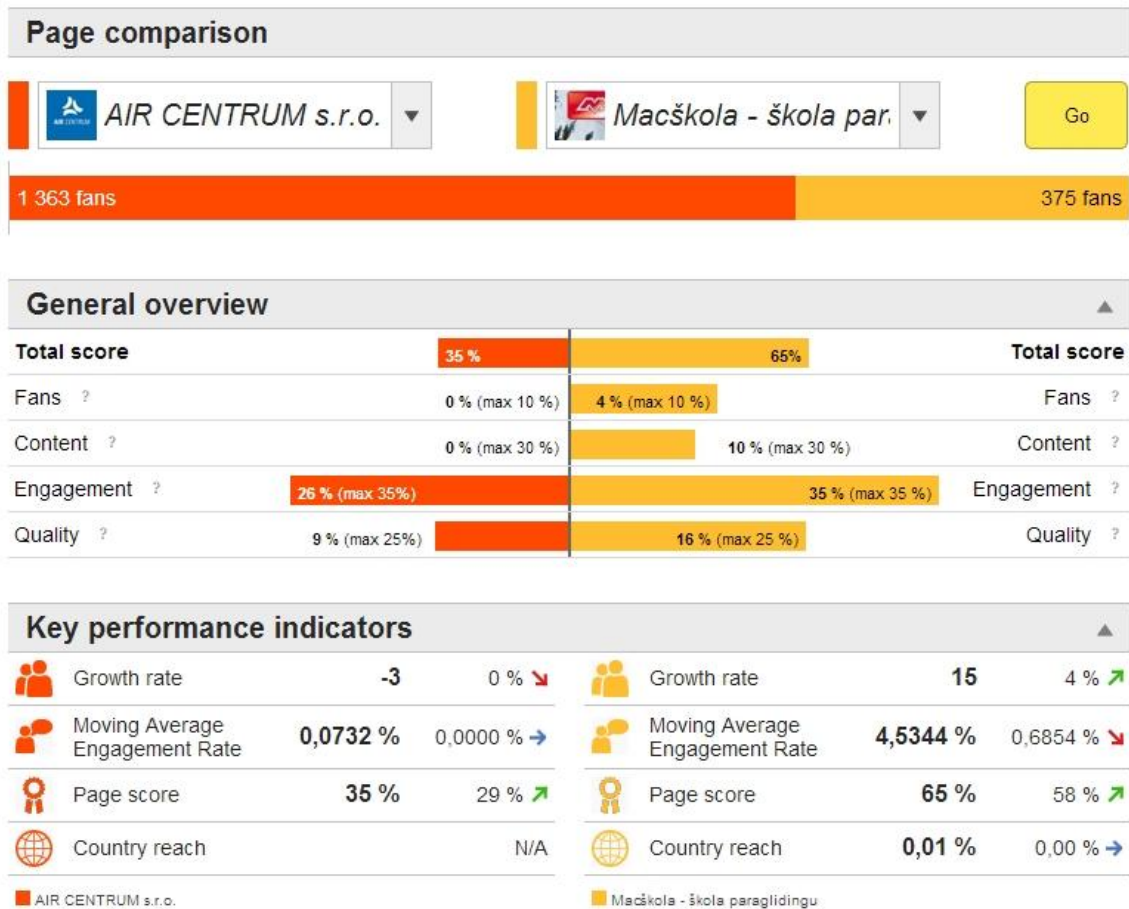 Page comparison
AIR CENTRUM s.r.o.
Macškola - škola par
Go
1 363 fans
375 fans
General overview
Total score 35 % 65% Total score
Fans ? 0 % (max 10 %) 4 % (max 10 %) Fans ?
Content ? 0 % (max 30 %) 10 % (max 30 %) Content ?
Engagement ? 26 % (max 35%) 35 % (max 35 %) Engagement ?
Quality ? 9 % (max 25%) 16 % (max 25 %) Quality ?
Key performance indicators
Growth rate -3 0 %
Moving Average
Engagement Rate 0,0732 % 0,0000 %
Page score 35 % 29 %
Country reach N/A
AIR CENTRUM s.r.o.
Growth rate 15 4 %
Moving Average
Engagement Rate 4,5344 % 0,6854 %
Page score 65 % 58 %
Country reach 0,01 % 0,00 %
Macškola - škola paraglidingu